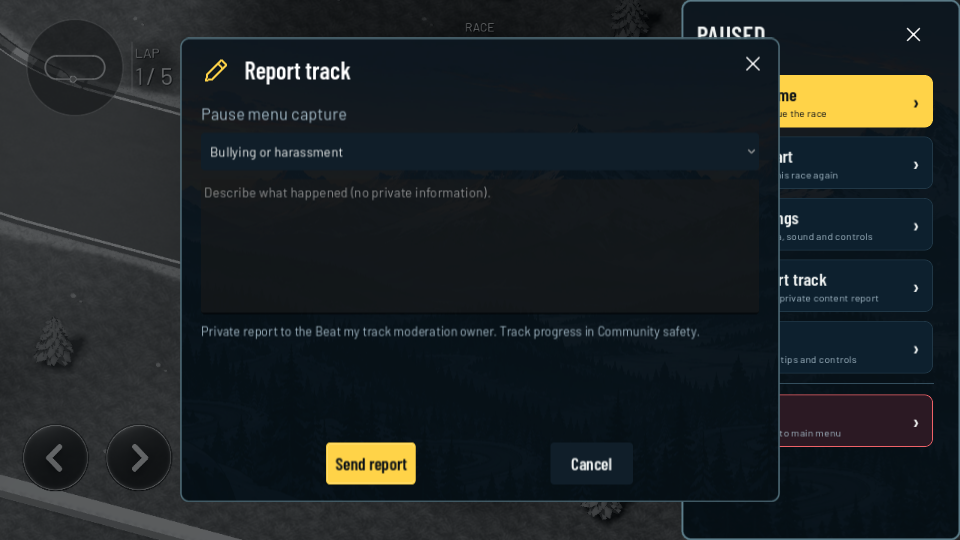 RACE
PAUSED
LAP
1/5
Report track
Pause menu capture
Bullying or harassment
Describe what happened (no private information).
Private report to the Beat my track moderation owner. Track progress in Community safety.
Send report
Cancel
me
ue the race
art
his race again
ngs
, sound and controls
rt track
private content report
tips and controls
to main menu